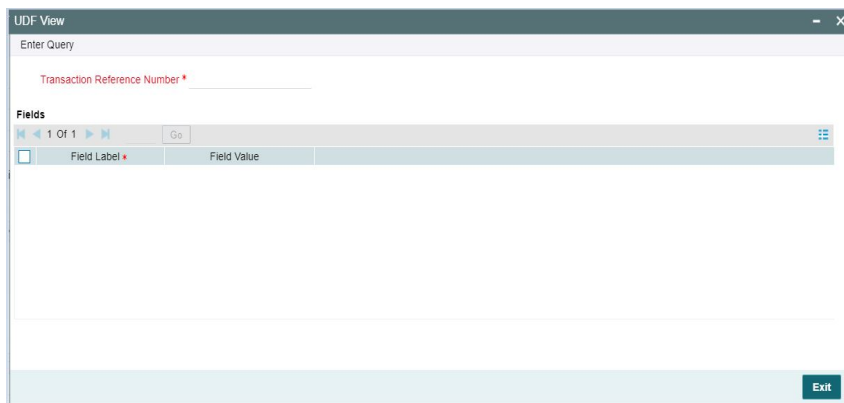 UDF View
Enter Query
Transaction Reference Number *
Fields
1 Of 1 Go
Field Label * Field Value
Exit